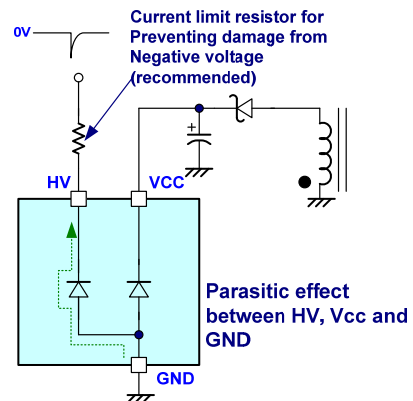 0V
Current limit resistor for
Preventing damage from
Negative voltage
(recommended)
+
HV
VCC
Parasitic effect
between HV, Vcc and
GND
GND